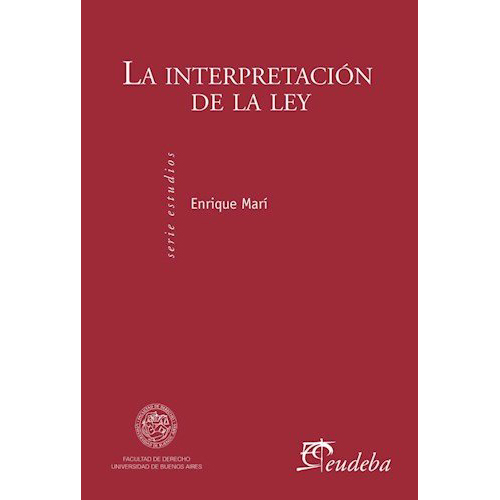 LA INTERPRETACIÓN
DE LA LEY
serie estudios
Enrique Marí
FACULTAD DE DERECHO
UNIVERSIDAD DE BUENOS AIRES
eudeba